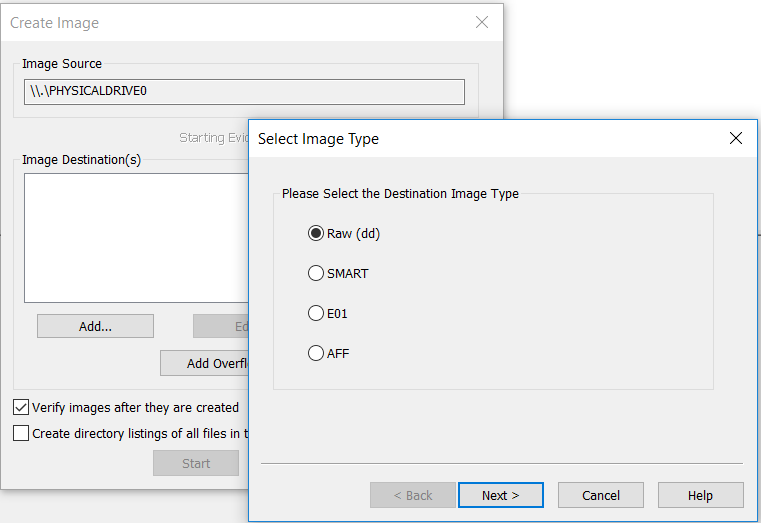 Create Image
Image Source
\\.\PHYSICALDRIVE0
Starting Evid
Image Destination(s)
Add...
Ed
Add Overfl
Verify images after they are created
Create directory listings of all files in t
Start
Select Image Type
Please Select the Destination Image Type
Raw (dd)
SMART
E01
AFF
< Back
Next >
Cancel
Help